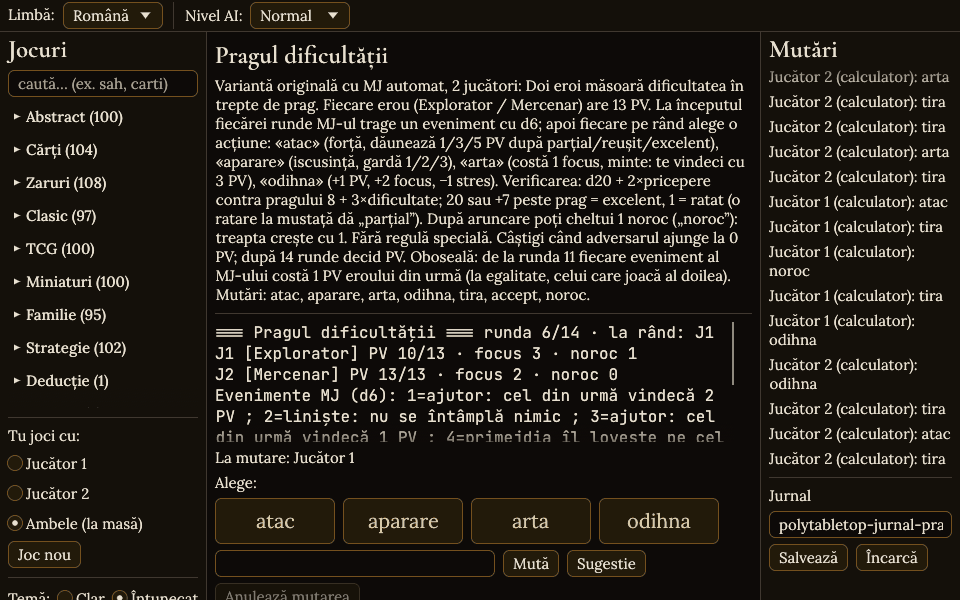 Limbă: Română ▼ Nivel AI: Normal ▼
Jocuri
caută... (ex. sah, carti)
▸ Abstract (100)
▸ Cărți (104)
▸ Zaruri (108)
▸ Clasic (97)
▸ TCG (100)
▸ Miniaturi (100)
▸ Familie (95)
▸ Strategie (102)
▸ Deducție (1)
Tu joci cu:
Jucător 1
Jucător 2
Ambele (la masă)
Joc nou
Temă: Clar Întunecat
Pragul dificultății
Variantă originală cu MJ automat, 2 jucători: Doi eroi măsoară dificultatea în
trepte de prag. Fiecare erou (Explorator / Mercenar) are 13 PV. La începutul
fiecărei runde MJ-ul trage un eveniment cu d6; apoi fiecare pe rând alege o
acțiune: «atac» (forță, dăunează 1/3/5 PV după parțial/reușit/excelent),
«aparare» (iscusință, gardă 1/2/3), «arta» (costă 1 focus, minte: te vindeci cu
3 PV), «odihna» (+1 PV, +2 focus, −1 stres). Verificarea: d20 + 2×pricepere
contra pragului 8 + 3×dificultate; 20 sau +7 peste prag = excelent, 1 = ratat (o
ratare la mustață dă „parțial”). După aruncare poți cheltui 1 noroc („noroc”):
treapta crește cu 1. Fără regulă specială. Câștigi când adversarul ajunge la 0
PV; după 14 runde decid PV. Oboseală: de la runda 11 fiecare eveniment al
MJ-ului costă 1 PV eroului din urmă (la egalitate, celui care joacă al doilea).
Mutări: atac, aparare, arta, odihna, tira, accept, noroc.
═══ Pragul dificultății ═══ runda 6/14 · la rând: J1
J1 [Explorator] PV 10/13 · focus 3 · noroc 1
J2 [Mercenar] PV 13/13 · focus 2 · noroc 0
Evenimente MJ (d6): 1=ajutor: cel din urmă vindecă 2
PV ; 2=liniște: nu se întâmplă nimic ; 3=ajutor: cel
din urmă vindecă 1 PV ; 4=primejdia îl lovește pe cel
La mutare: Jucător 1
Alege:
atac aparare arta odihna
Mută Sugestie
Anulează mutarea
Mutări
Jucător 2 (calculator): arta
Jucător 2 (calculator): tira
Jucător 2 (calculator): tira
Jucător 2 (calculator): arta
Jucător 2 (calculator): tira
Jucător 1 (calculator): atac
Jucător 1 (calculator): tira
Jucător 1 (calculator):
noroc
Jucător 1 (calculator): tira
Jucător 1 (calculator):
odihna
Jucător 2 (calculator):
odihna
Jucător 2 (calculator): tira
Jucător 2 (calculator): atac
Jucător 2 (calculator): tira
Jurnal
polytabletop-jurnal-pra
Salvează Încarcă